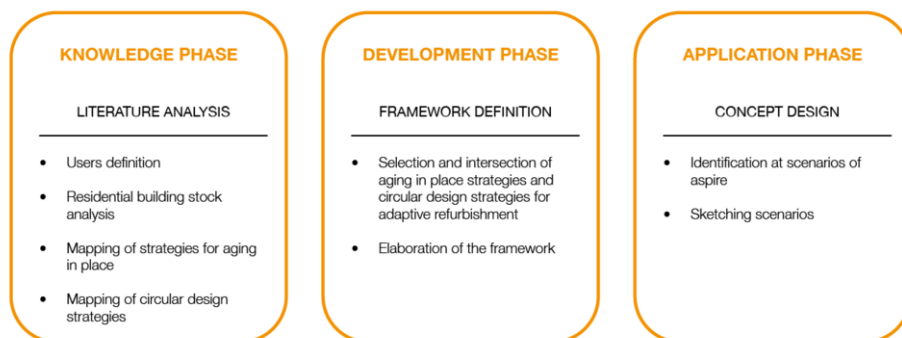 KNOWLEDGE PHASE
LITERATURE ANALYSIS
• Users definition
• Residential building stock
analysis
• Mapping of strategies for aging
in place
• Mapping of circular design
strategies
DEVELOPMENT PHASE
FRAMEWORK DEFINITION
• Selection and intersection of
aging in place strategies and
circular design strategies for
adaptive refurbishment
• Elaboration of the framework
APPLICATION PHASE
CONCEPT DESIGN
• Identification at scenarios of
aspire
• Sketching scenarios